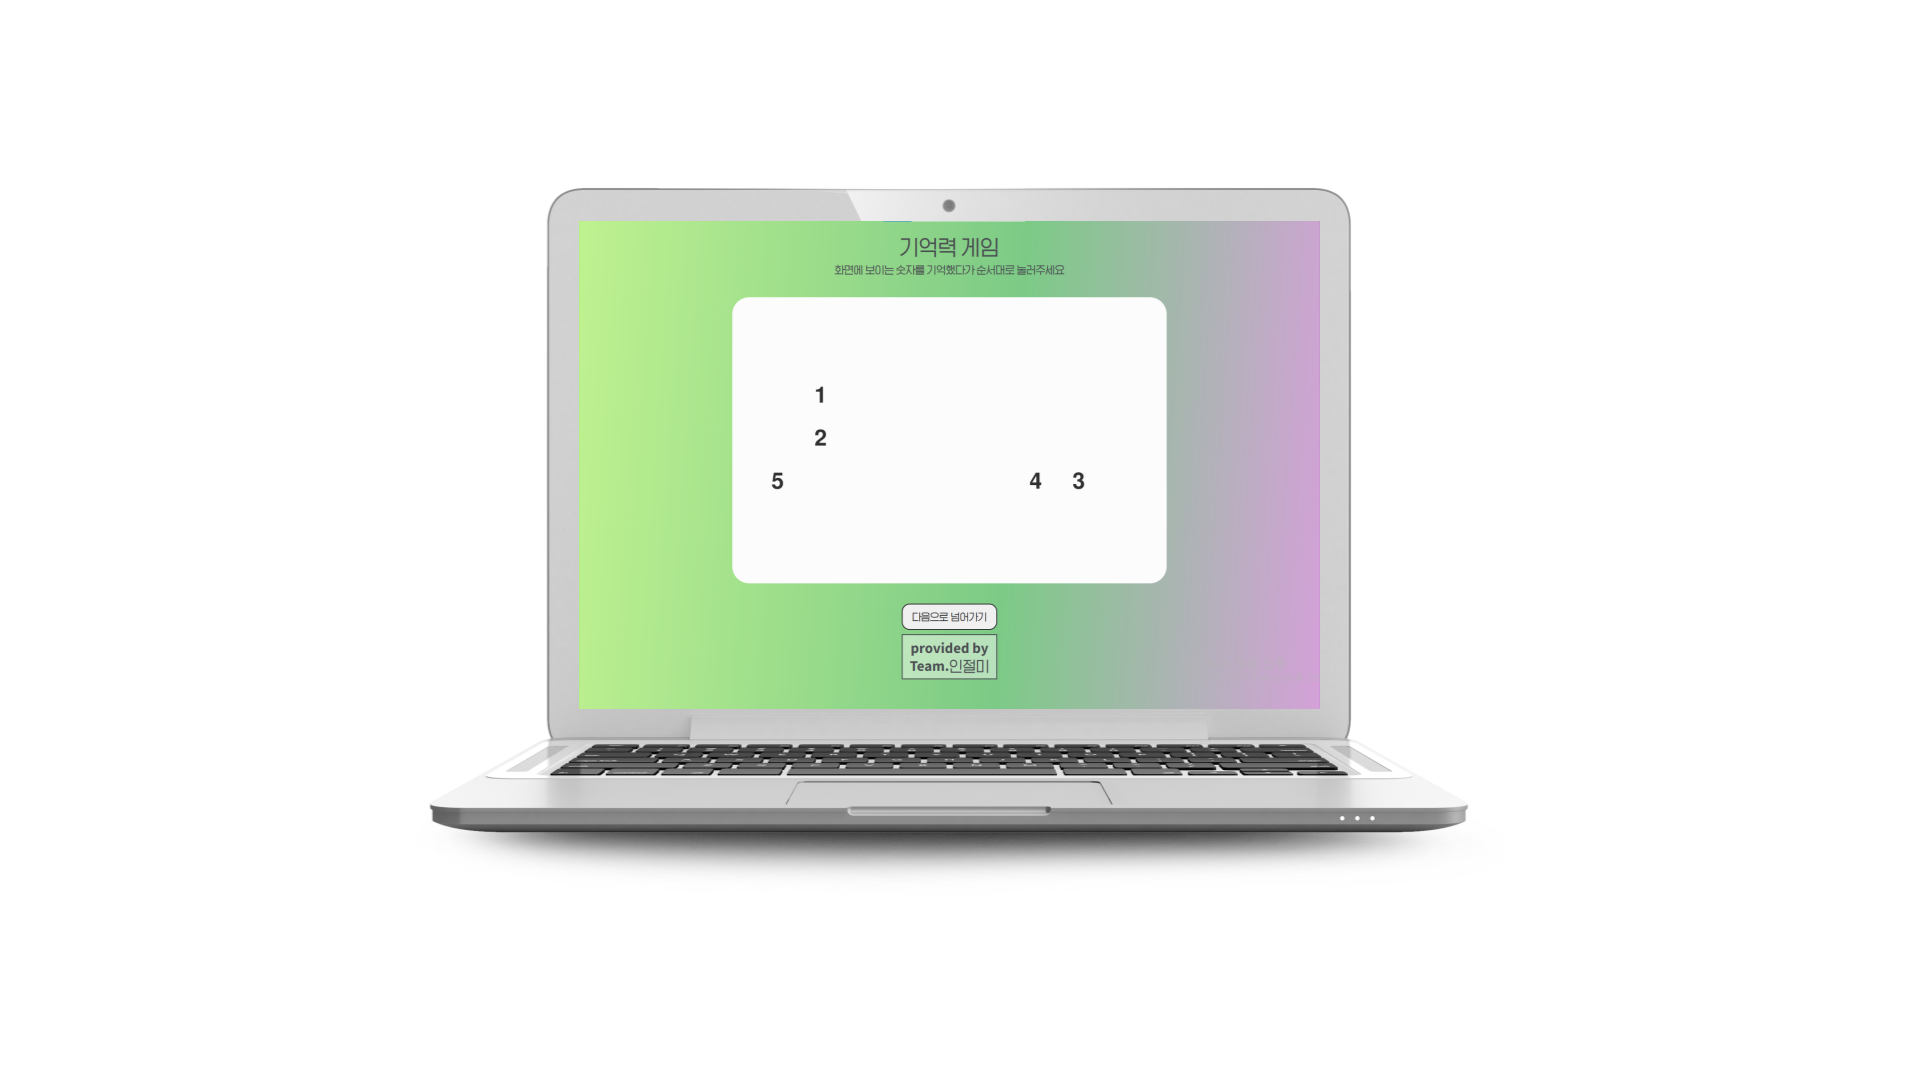 기억력 게임
화면에 보이는 숫자를 기억했다가 순서대로 눌러주세요
1
2
5 4 3
다음으로 넘어가기
provided by
Team.인절미